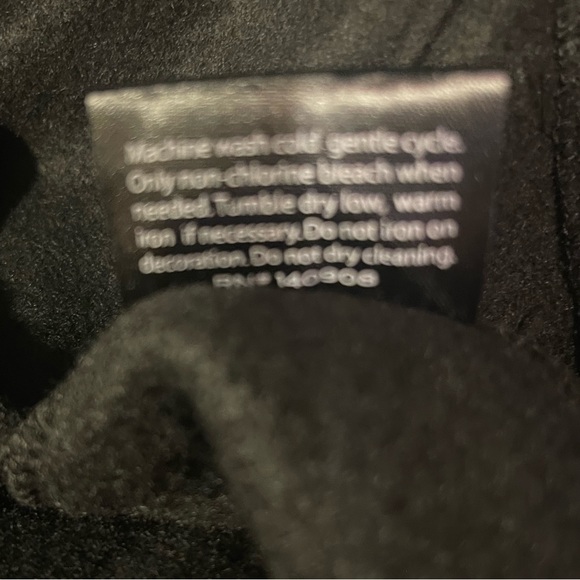 Machine wash cold gentle cycle.
Only non-chlorine bleach when
needed. Tumble dry low, warm
iron if necessary. Do not iron on
decoration. Do not dry cleaning.